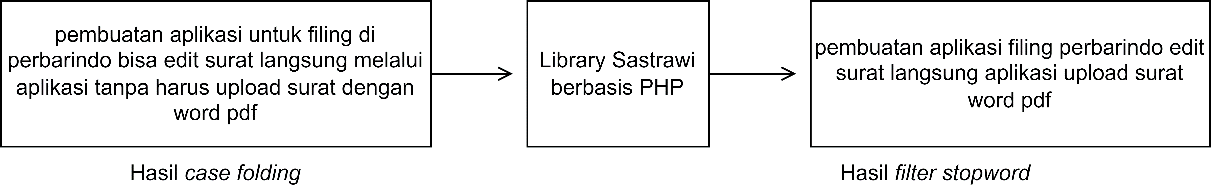 pembuatan aplikasi untuk filing di
perbarindo bisa edit surat langsung melalui
aplikasi tanpa harus upload surat dengan
word pdf
Hasil case folding
Library Sastrawi
berbasis PHP
pembuatan aplikasi filing perbarindo edit
surat langsung aplikasi upload surat
word pdf
Hasil filter stopword